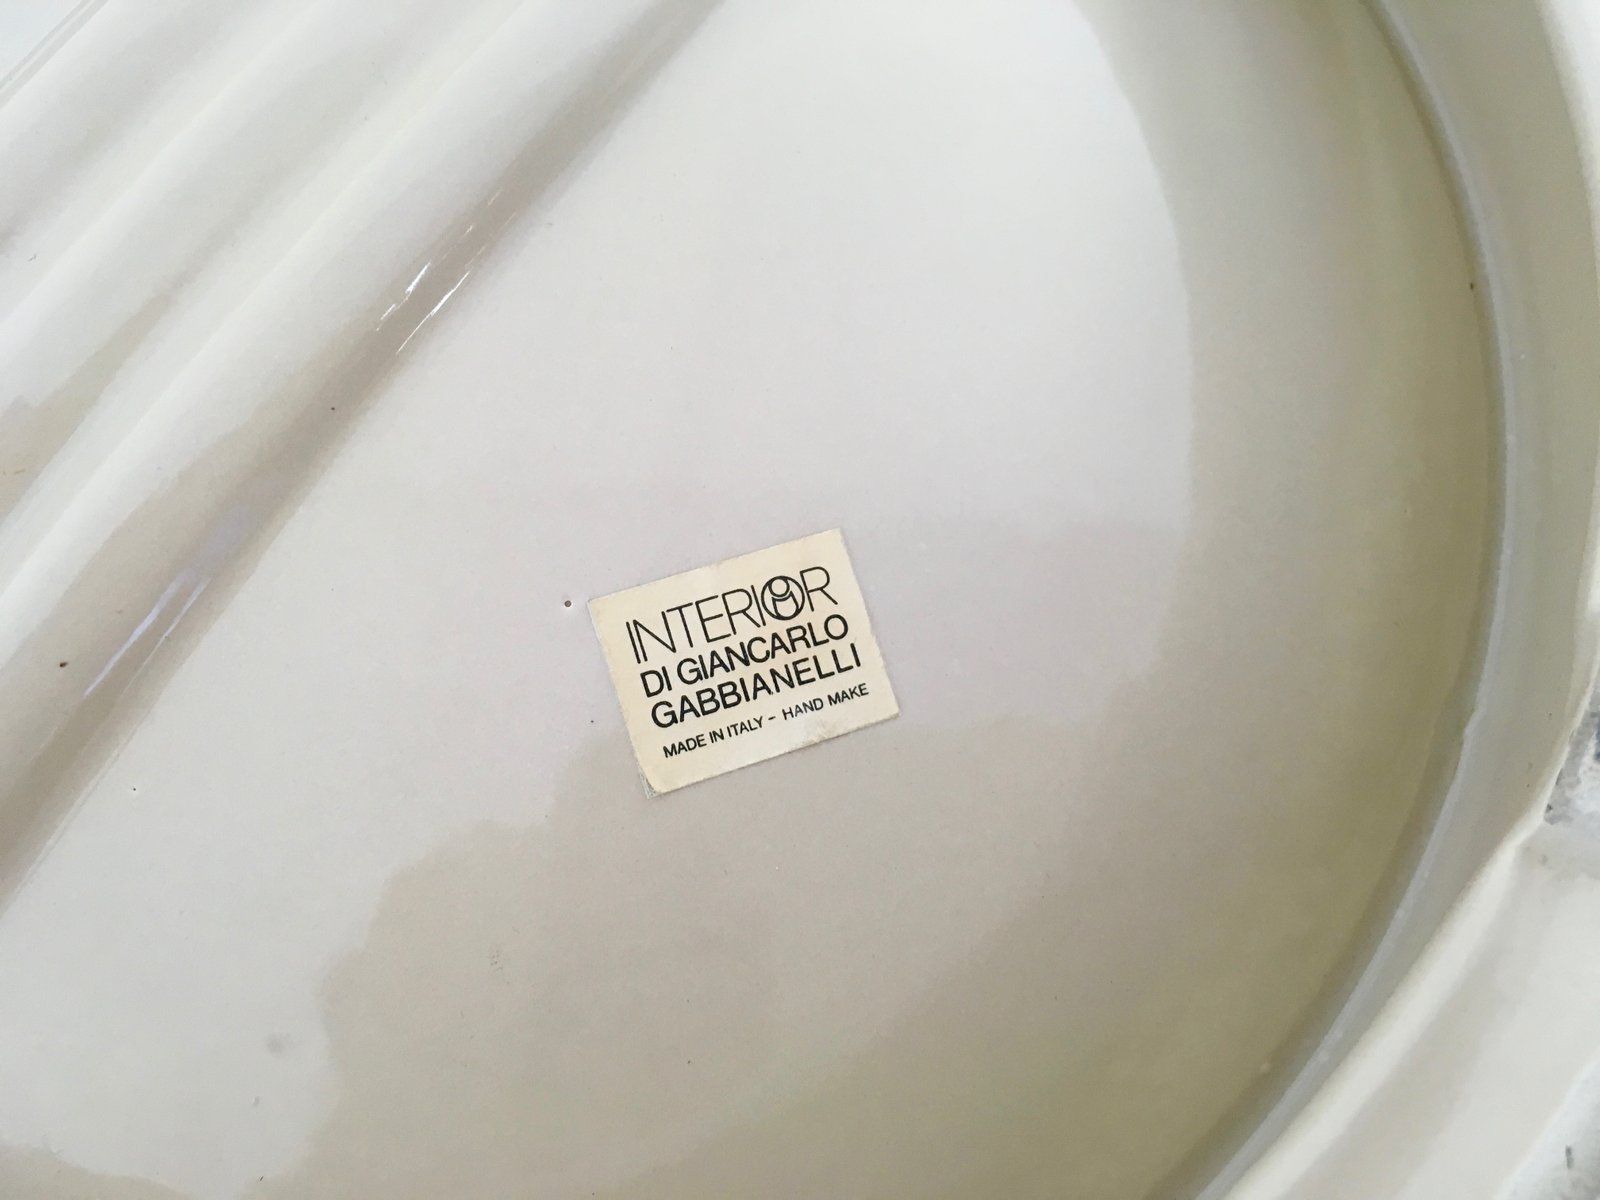 INTERIOR
DI GIANCARLO
GABBIANELLI
MADE IN ITALY - HAND MAKE